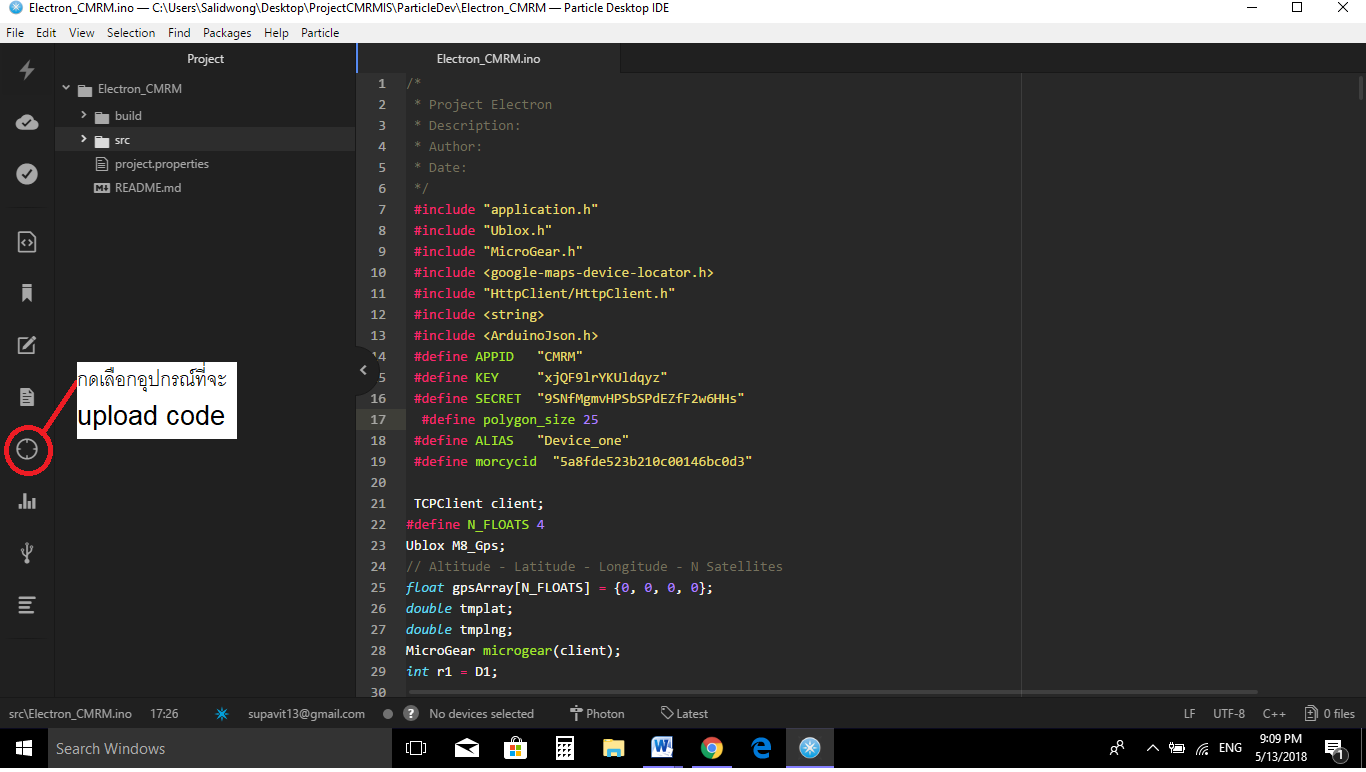 Electron_CMRM.ino — C:\Users\Salidwong\Desktop\ProjectCMRMIS\ParticleDev\Electron_CMRM — Particle Desktop IDE
File Edit View Selection Find Packages Help Particle
Project
Electron_CMRM
build
src
project.properties
README.md
กดเลือกอุปกรณ์ที่จะ
upload code
Electron_CMRM.ino
1 /*
2 * Project Electron
3 * Description:
4 * Author:
5 * Date:
6 */
7 #include "application.h"
8 #include "Ublox.h"
9 #include "MicroGear.h"
10 #include <google-maps-device-locator.h>
11 #include "HttpClient/HttpClient.h"
12 #include <string>
13 #include <ArduinoJson.h>
14 #define APPID "CMRM"
15 #define KEY "xjQF9lrYKUldqyz"
16 #define SECRET "9SNfMgmvHPSbSPdEZfF2w6HHs"
17 #define polygon_size 25
18 #define ALIAS "Device_one"
19 #define morcycid "5a8fde523b210c00146bc0d3"
20
21 TCPClient client;
22 #define N_FLOATS 4
23 Ublox M8_Gps;
24 // Altitude - Latitude - Longitude - N Satellites
25 float gpsArray[N_FLOATS] = {0, 0, 0, 0};
26 double tmplat;
27 double tmplng;
28 MicroGear microgear(client);
29 int r1 = D1;
30
src\Electron_CMRM.ino 17:26 supavit13@gmail.com ? No devices selected Photon Latest LF UTF-8 C++ 0 files
Search Windows
ENG
9:09 PM
5/13/2018
1